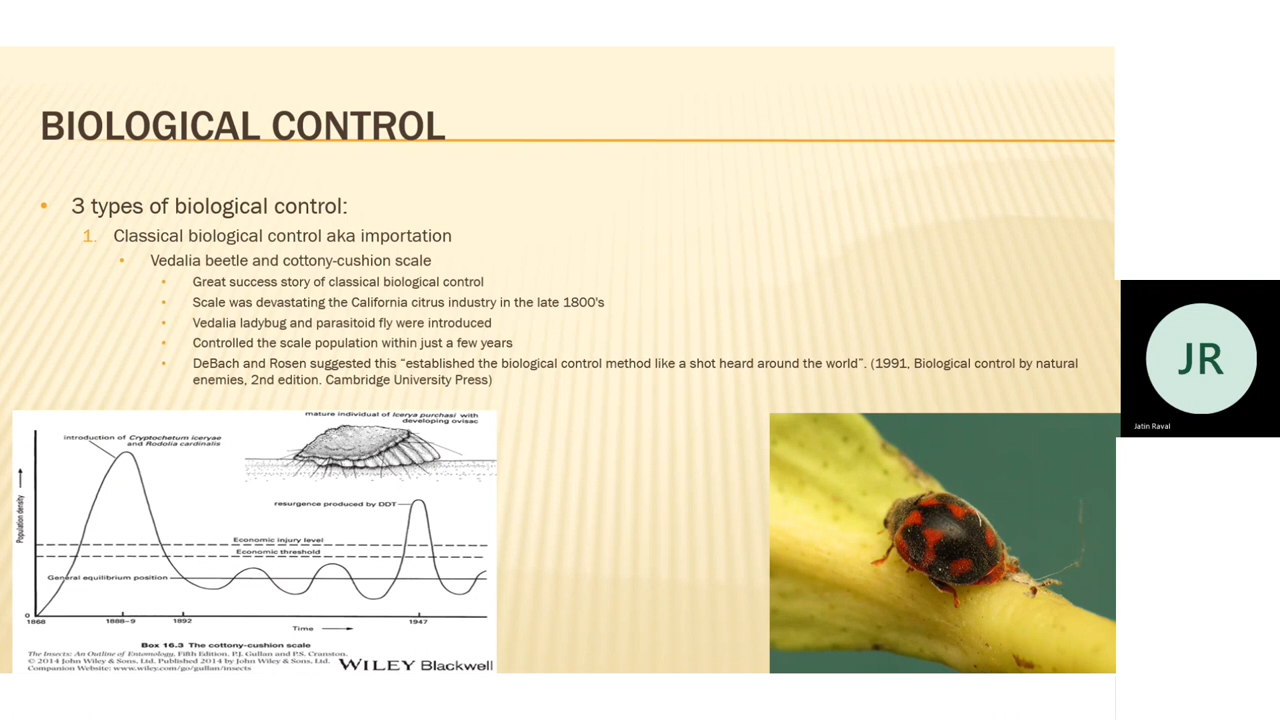 BIOLOGICAL CONTROL
• 3 types of biological control:
1. Classical biological control aka importation
• Vedalia beetle and cottony-cushion scale
• Great success story of classical biological control
• Scale was devastating the California citrus industry in the late 1800's
• Vedalia ladybug and parasitoid fly were introduced
• Controlled the scale population within just a few years
• DeBach and Rosen suggested this “established the biological control method like a shot heard around the world”. (1991, Biological control by natural
enemies, 2nd edition. Cambridge University Press)
mature individual of Icerya purchasi with
developing ovisac
introduction of Cryptochetum iceryae
and Rodolia cardinalis
resurgence produced by DDT
Population density
Economic injury level
Economic threshold
General equilibrium position
0
1868 1888–9 1892 1947
Time
Box 16.3 The cottony-cushion scale
The Insects: An Outline of Entomology, Fifth Edition. P.J. Gullan and P.S. Cranston.
© 2014 John Wiley & Sons, Ltd. Published 2014 by John Wiley & Sons, Ltd.
Companion Website: www.wiley.com/go/gullan/insects
WILEY Blackwell
JR
Jatin Raval